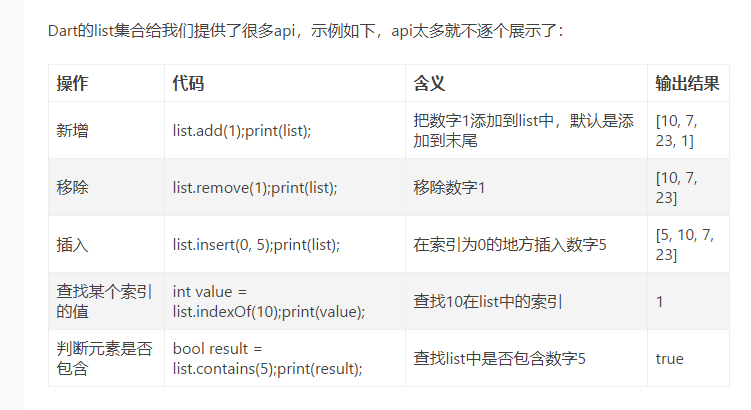 Dart的list集合给我们提供了很多api，示例如下，api太多就不逐个展示了：
操作 代码 含义 输出结果
新增 list.add(1);print(list); 把数字1添加到list中，默认是添
加到末尾 [10, 7,
23, 1]
移除 list.remove(1);print(list); 移除数字1 [10, 7,
23]
插入 list.insert(0, 5);print(list); 在索引为0的地方插入数字5 [5, 10, 7,
23]
查找某个索引
的值 int value =
list.indexOf(10);print(value); 查找10在list中的索引 1
判断元素是否
包含 bool result =
list.contains(5);print(result); 查找list中是否包含数字5 true